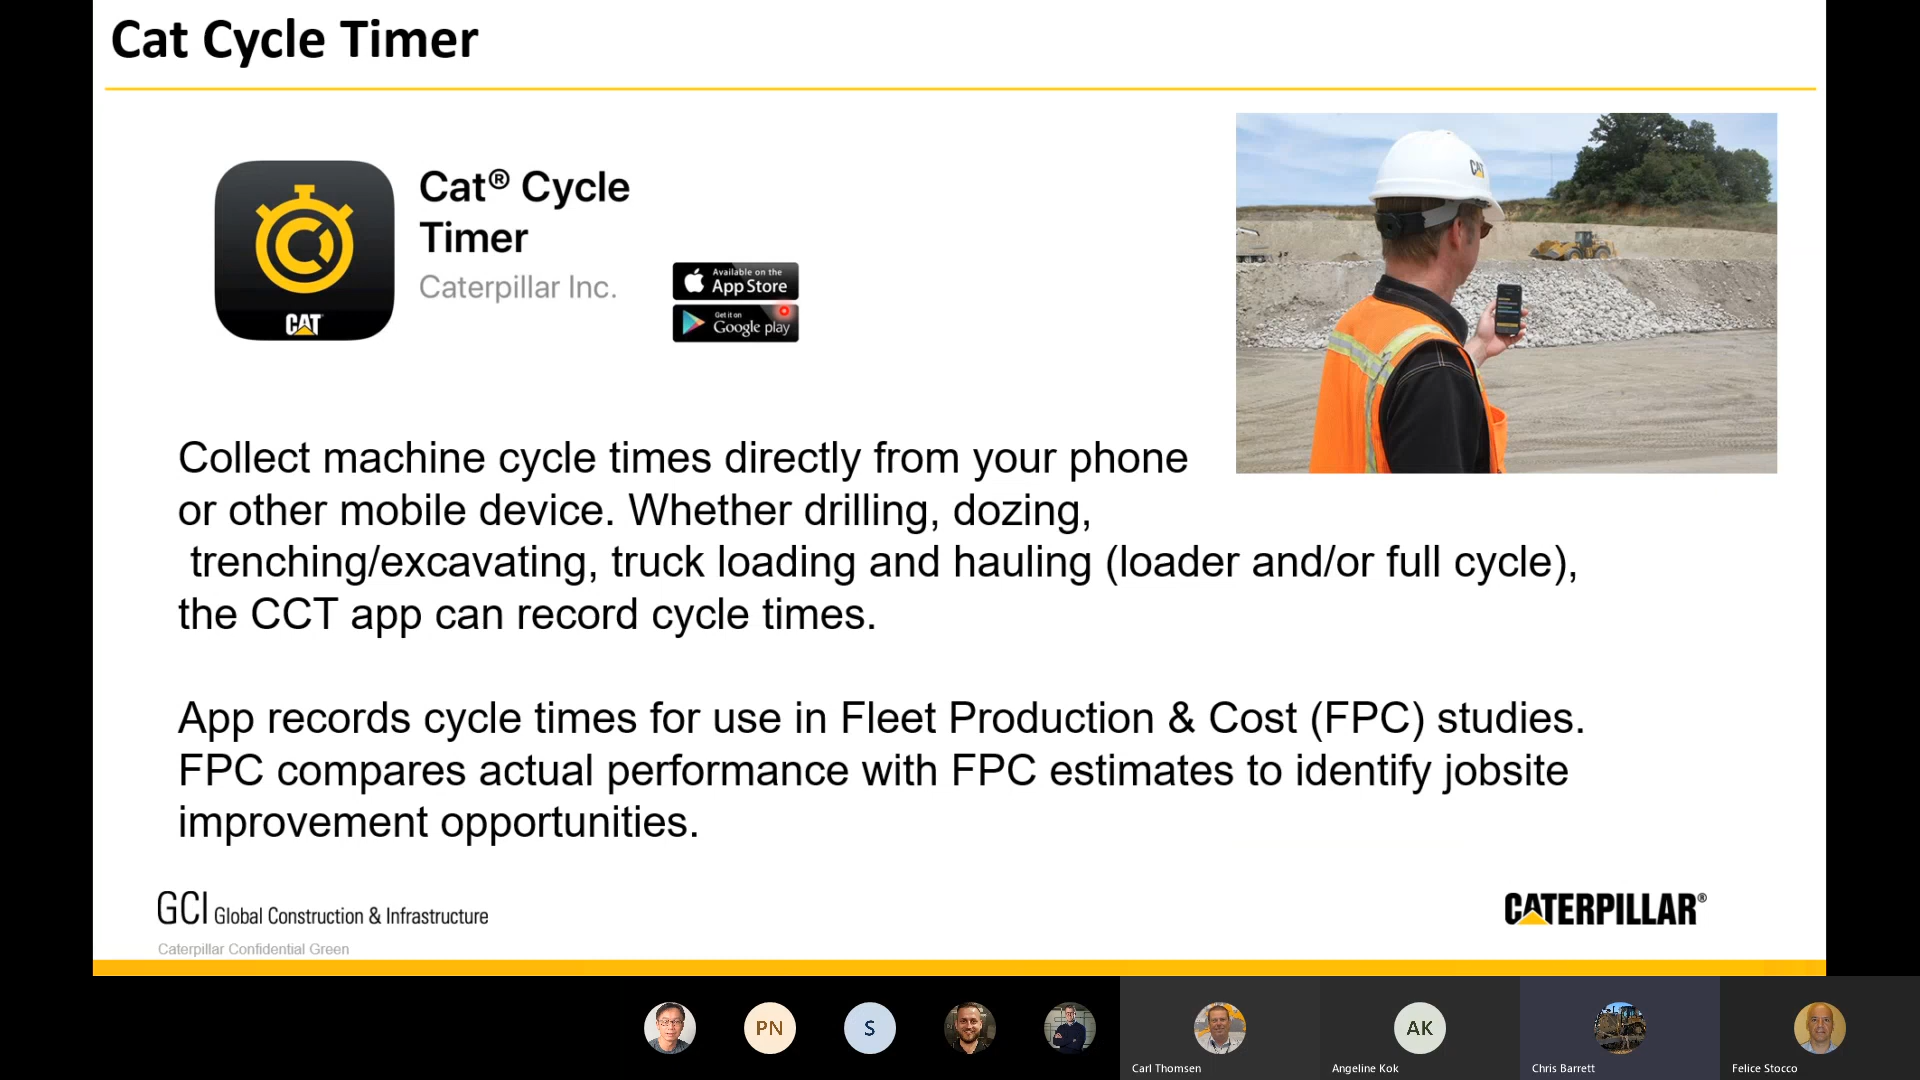 Cat Cycle Timer
Cat® Cycle
Timer
Caterpillar Inc.
CAT
Available on the
App Store
Get it on
Google play
CAT
Collect machine cycle times directly from your phone
or other mobile device. Whether drilling, dozing,
trenching/excavating, truck loading and hauling (loader and/or full cycle),
the CCT app can record cycle times.
App records cycle times for use in Fleet Production & Cost (FPC) studies.
FPC compares actual performance with FPC estimates to identify jobsite
improvement opportunities.
GCI Global Construction & Infrastructure
CATERPILLAR®
Caterpillar Confidential Green
PN
S
AK
Carl Thomsen
Angeline Kok
Chris Barrett
Felice Stocco